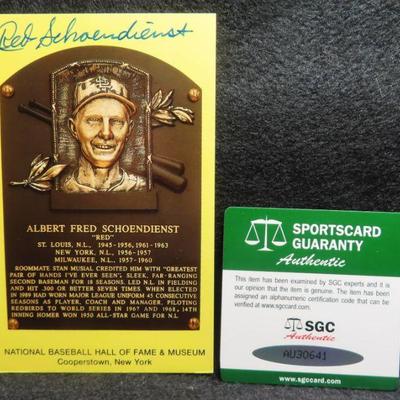 Red Schoendienst
ALBERT FRED SCHOENDIENST
"RED"
ST. LOUIS, N.L. 1945-1956, 1961-1963
NEW YORK, N.L. 1956-1957
MILWAUKEE, N.L. 1957-1960
ROOMMATE STAN MUSIAL CREDITED HIM WITH "GREATEST
PAIR OF HANDS I'VE EVER SEEN". SLEEK, FAR-RANGING
SECOND BASEMAN FOR 18 SEASONS. LED N.L. IN FIELDING
AND HIT .300 OR BETTER SEVEN TIMES. WHEN ELECTED
IN 1989 HAD WORN MAJOR LEAGUE UNIFORM 45 CONSECUTIVE
SEASONS AS PLAYER, COACH AND MANAGER, PILOTING
REDBIRDS TO WORLD SERIES IN 1967 AND 1968. 14TH
INNING HOMER WON 1950 ALL-STAR GAME FOR N.L.
NATIONAL BASEBALL HALL OF FAME & MUSEUM
Cooperstown, New York
SPORTSCARD
GUARANTY
Authentic
This item has been examined by SGC experts and it is
our opinion that the item is genuine. The item has been
assigned an alphanumeric certification code that can be
verified at www.sgccard.com.
SGC
Authentic
AU30641
www.sgccard.com